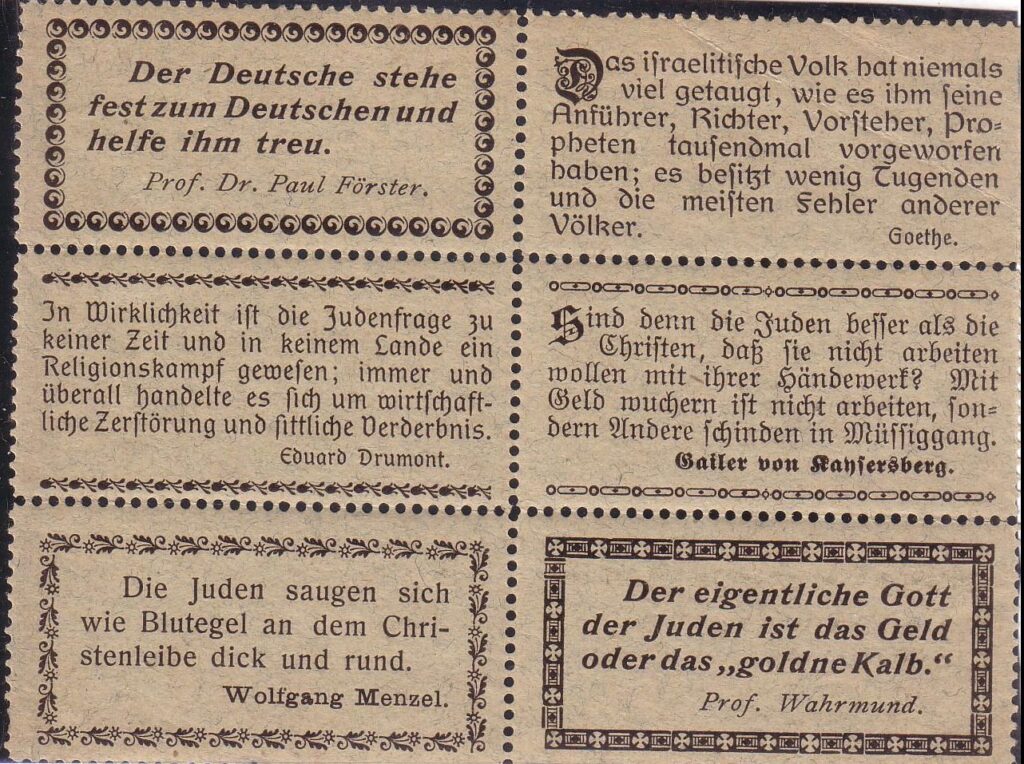 Der Deutsche stehe
fest zum Deutschen und
helfe ihm treu.
Prof. Dr. Paul Förster.
Das iſraelitiſche Volk hat niemals
viel getaugt, wie es ihm ſeine
Anführer, Richter, Vorſteher, Pro-
pheten tauſendmal vorgeworfen
haben; es beſitzt wenig Tugenden
und die meiſten Fehler anderer
Völker.
Goethe.
In Wirklichkeit iſt die Judenfrage zu
keiner Zeit und in keinem Lande ein
Religionskampf geweſen; immer und
überall handelte es ſich um wirtſchaft-
liche Zerſtörung und ſittliche Verderbnis.
Eduard Drumont.
Sind denn die Juden beſſer als die
Chriſten, daß ſie nicht arbeiten
wollen mit ihrer Händewerk? Mit
Geld wuchern iſt nicht arbeiten, ſon-
dern Andere ſchinden in Müſſiggang.
Gailer von Kayſersberg.
Die Juden saugen sich
wie Blutegel an dem Chri-
stenleibe dick und rund.
Wolfgang Menzel.
Der eigentliche Gott
der Juden ist das Geld
oder das „goldne Kalb.“
Prof. Wahrmund.